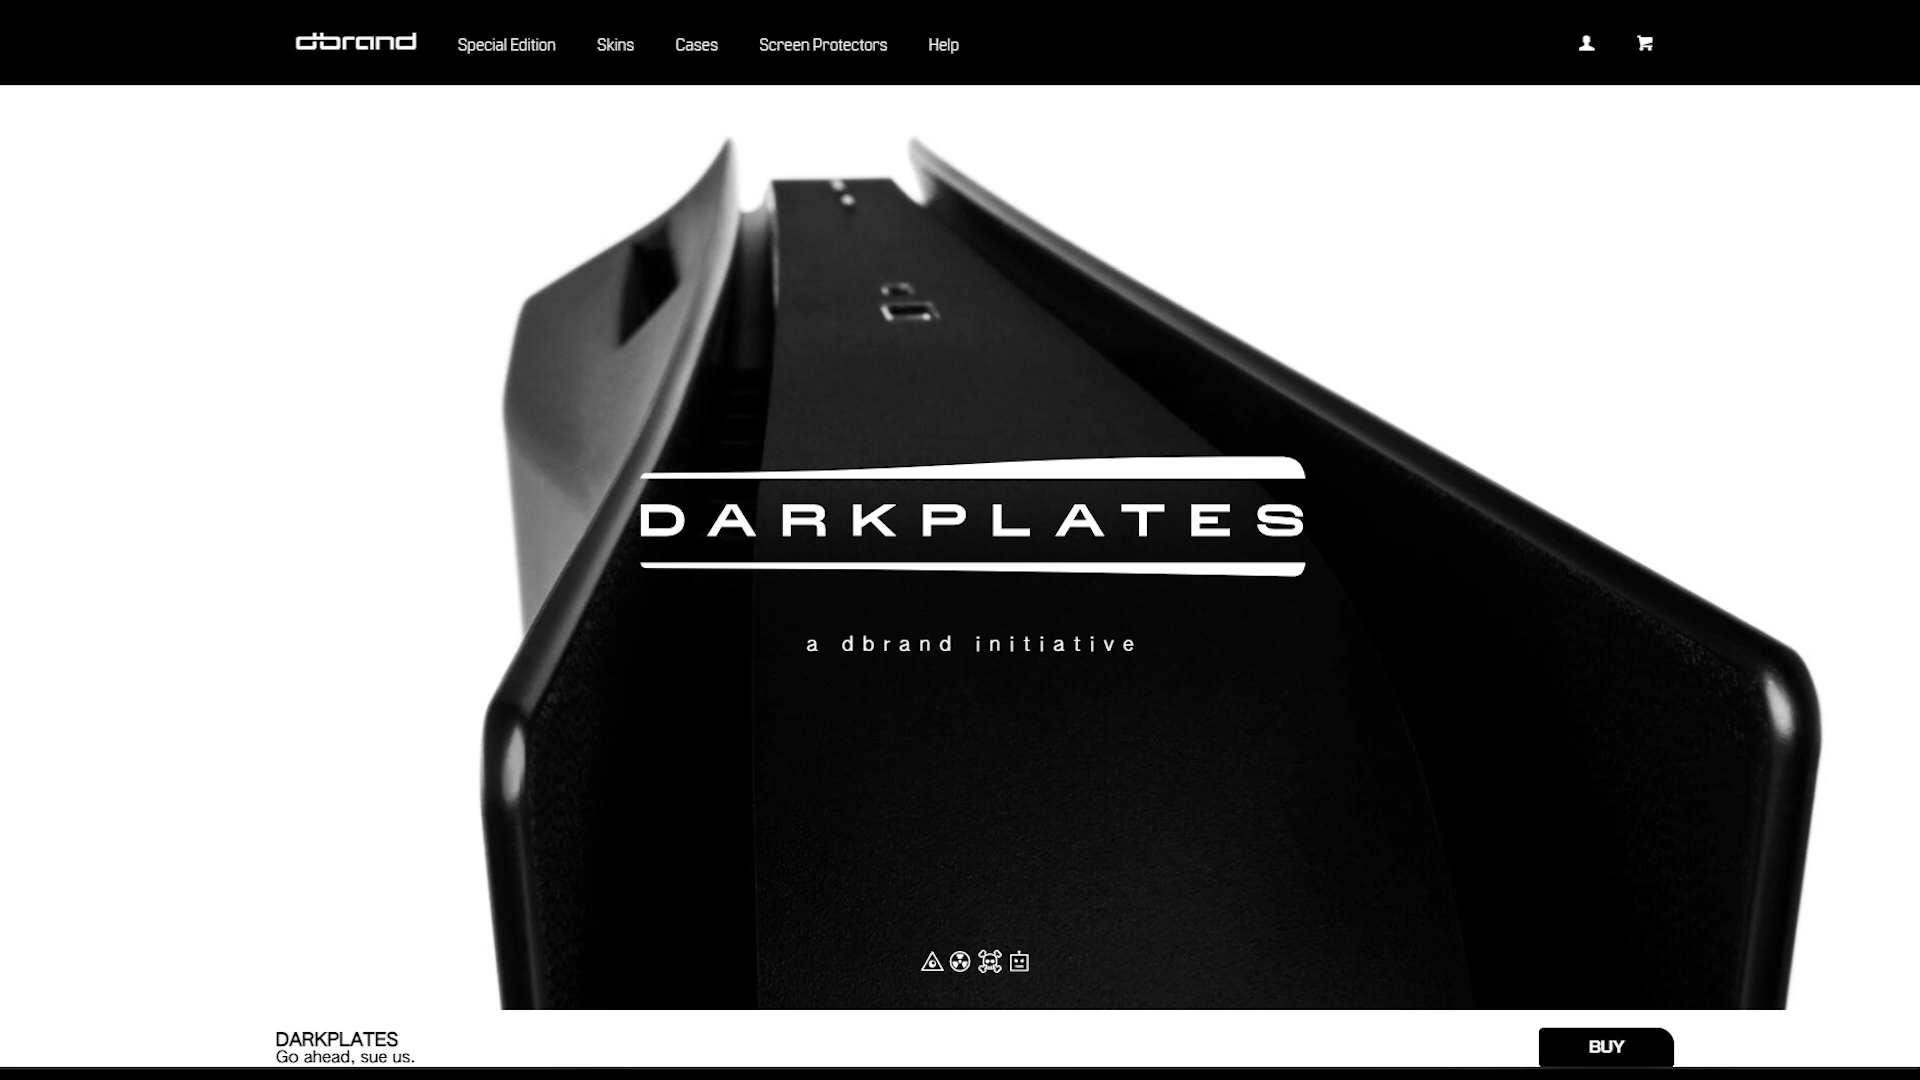 dbrand Special Edition Skins Cases Screen Protectors Help
DARKPLATES
a dbrand initiative
DARKPLATES
Go ahead, sue us.
BUY